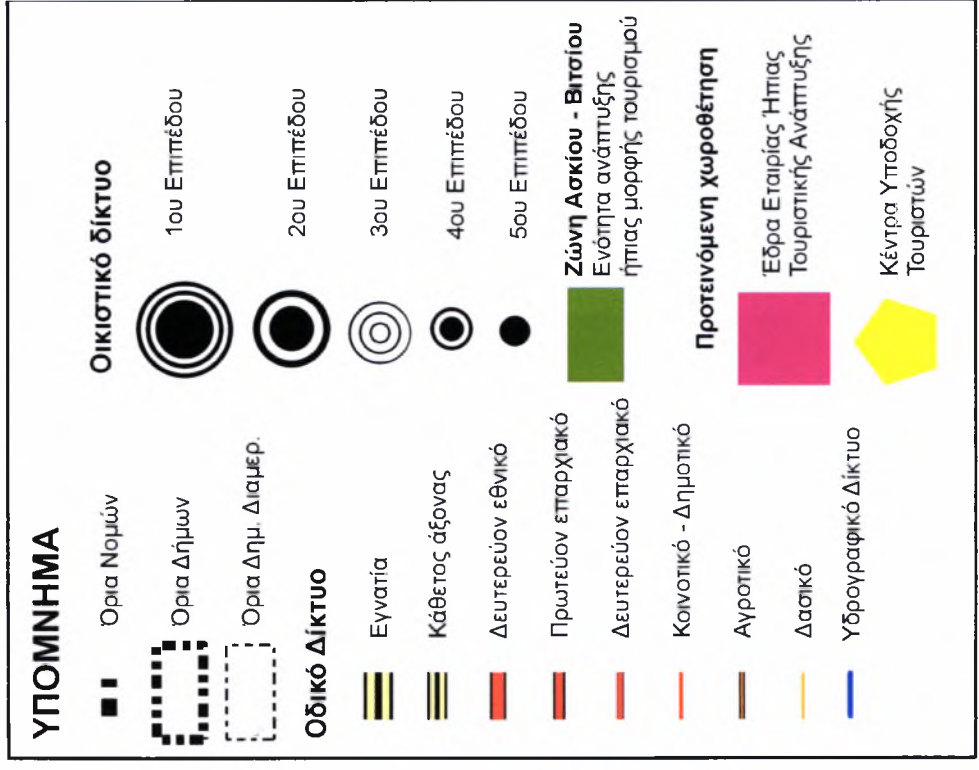 ΥΠΟΜΝΗΜΑ
Όρια Νομών
Όρια Δήμων
Όρια Δημ. Διαμερ.
Οδικό Δίκτυο
Εγνατία
Κάθετος άξονας
Δευτερεύον εθνικό
Πρωτεύον επαρχιακό
Δευτερεύον επαρχιακό
Κοινοτικό - Δημοτικό
Αγροτικό
Δασικό
Υδρογραφικό Δίκτυο
Οικιστικό δίκτυο
1ου Επιπέδου
2ου Επιπέδου
3ου Επιπέδου
4ου Επιπέδου
5ου Επιπέδου
Ζώνη Ασκίου - Βιτσίου
Ενότητα ανάπτυξης
ήπιας μορφής τουρισμού
Προτεινόμενη χωροθέτηση
Έδρα Εταιρίας Ήπιας
Τουριστικής Ανάπτυξης
Κέντρα Υποδοχής
Τουριστών